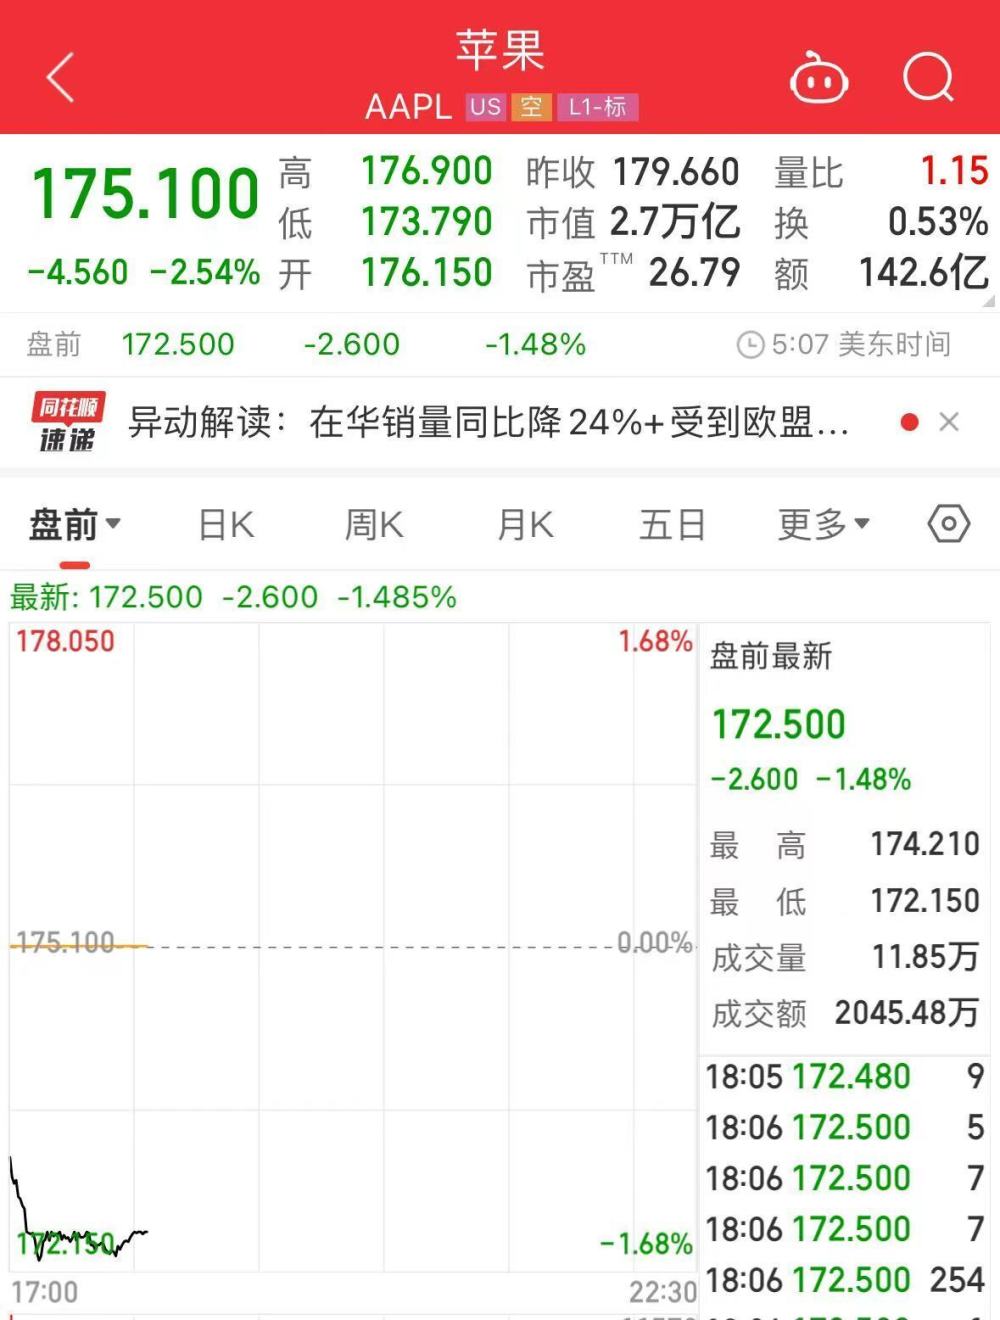 苹果
AAPL US 空 L1-标
175.100
-4.560 -2.54%
高 176.900 昨收 179.660 量比 1.15
低 173.790 市值 2.7万亿 换 0.53%
开 176.150 市盈TTM 26.79 额 142.6亿
盘前 172.500 -2.600 -1.48% 5:07 美东时间
同花顺
速递
异动解读：在华销量同比降24%+受到欧盟...
盘前 日K 周K 月K 五日 更多
最新: 172.500 -2.600 -1.485%
178.050 1.68%
175.100 0.00%
172.150 -1.68%
17:00 22:30
盘前最新
172.500
-2.600 -1.48%
最高 174.210
最低 172.150
成交量 11.85万
成交额 2045.48万
18:05 172.480 9
18:06 172.500 5
18:06 172.500 7
18:06 172.500 7
18:06 172.500 254